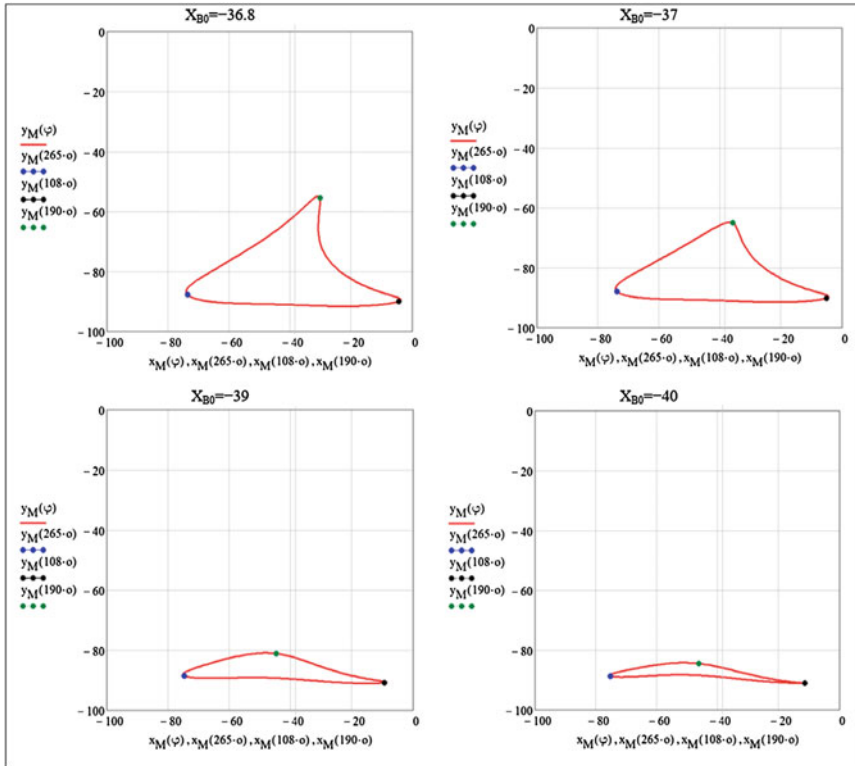 X_B0=−36.8
0
−20
−40
−60
−80
−100
y_M(φ)
y_M(265·o)
y_M(108·o)
y_M(190·o)
−100 −80 −60 −40 −20 0
x_M(φ),x_M(265·o),x_M(108·o),x_M(190·o)
X_B0=−37
0
−20
−40
−60
−80
−100
y_M(φ)
y_M(265·o)
y_M(108·o)
y_M(190·o)
−100 −80 −60 −40 −20 0
x_M(φ),x_M(265·o),x_M(108·o),x_M(190·o)
X_B0=−39
0
−20
−40
−60
−80
−100
y_M(φ)
y_M(265·o)
y_M(108·o)
y_M(190·o)
−100 −80 −60 −40 −20 0
x_M(φ),x_M(265·o),x_M(108·o),x_M(190·o)
X_B0=−40
0
−20
−40
−60
−80
−100
y_M(φ)
y_M(265·o)
y_M(108·o)
y_M(190·o)
−100 −80 −60 −40 −20 0
x_M(φ),x_M(265·o),x_M(108·o),x_M(190·o)